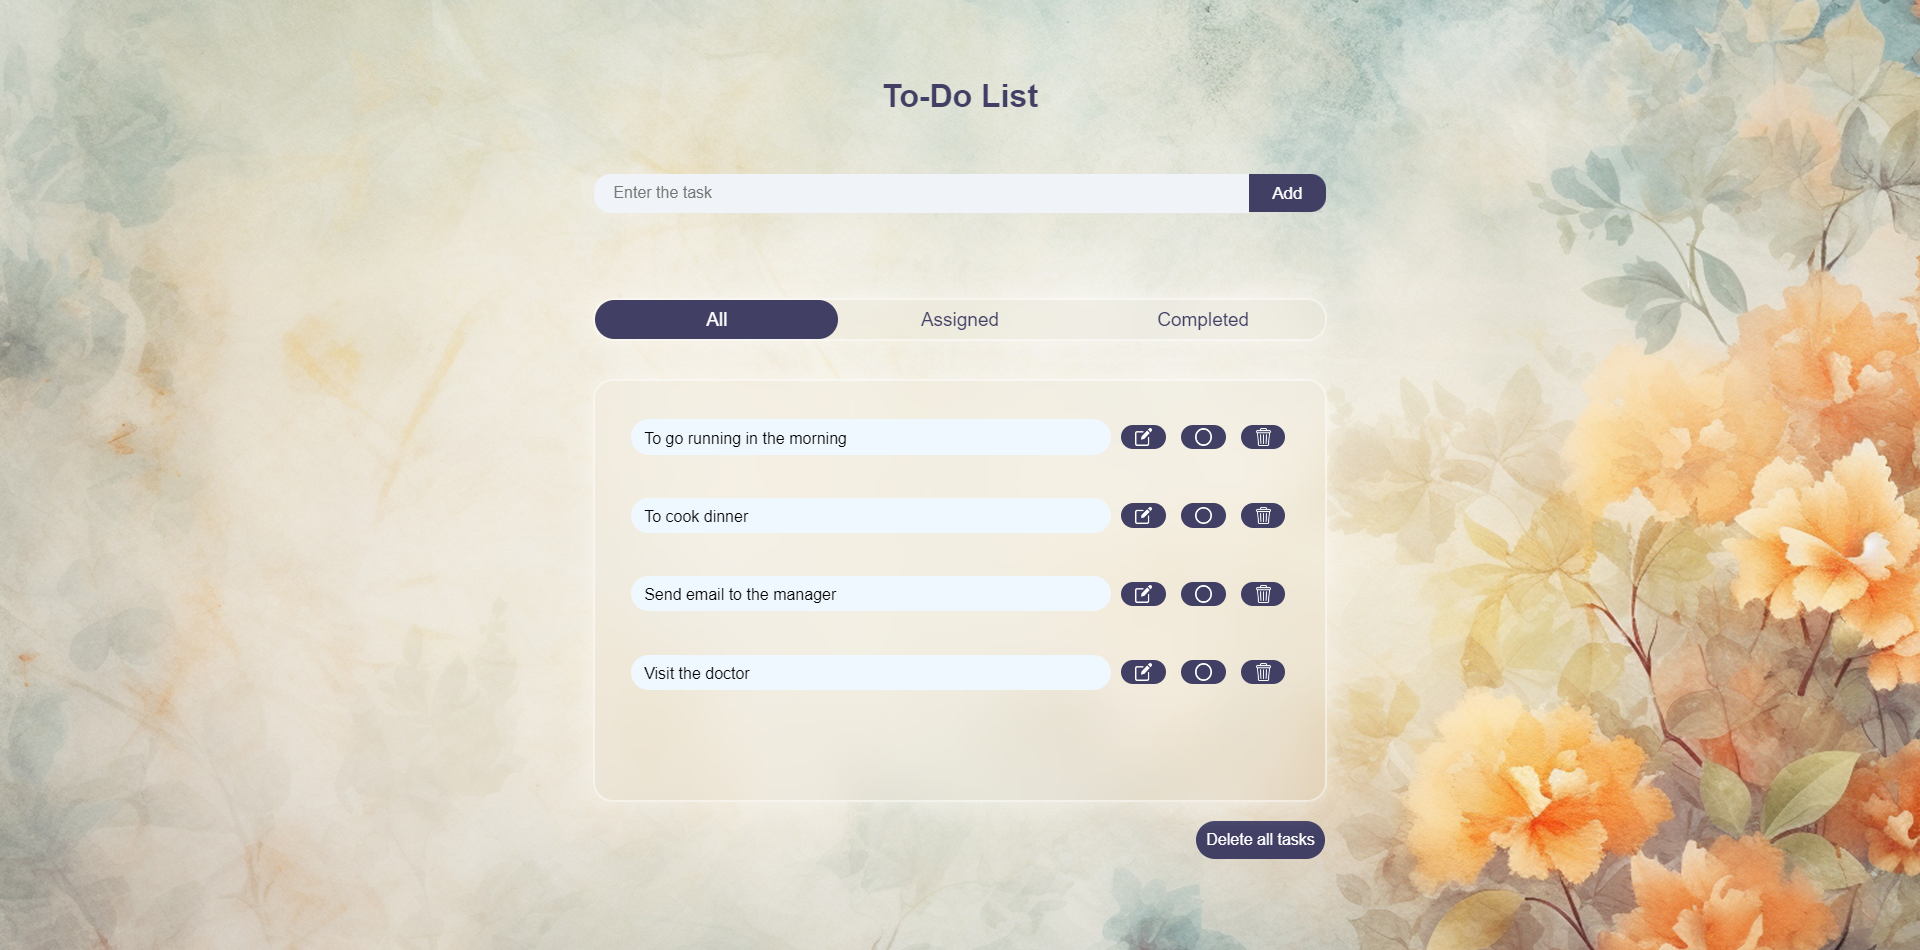 To-Do List
Enter the task
Add
All
Assigned
Completed
To go running in the morning
To cook dinner
Send email to the manager
Visit the doctor
Delete all tasks